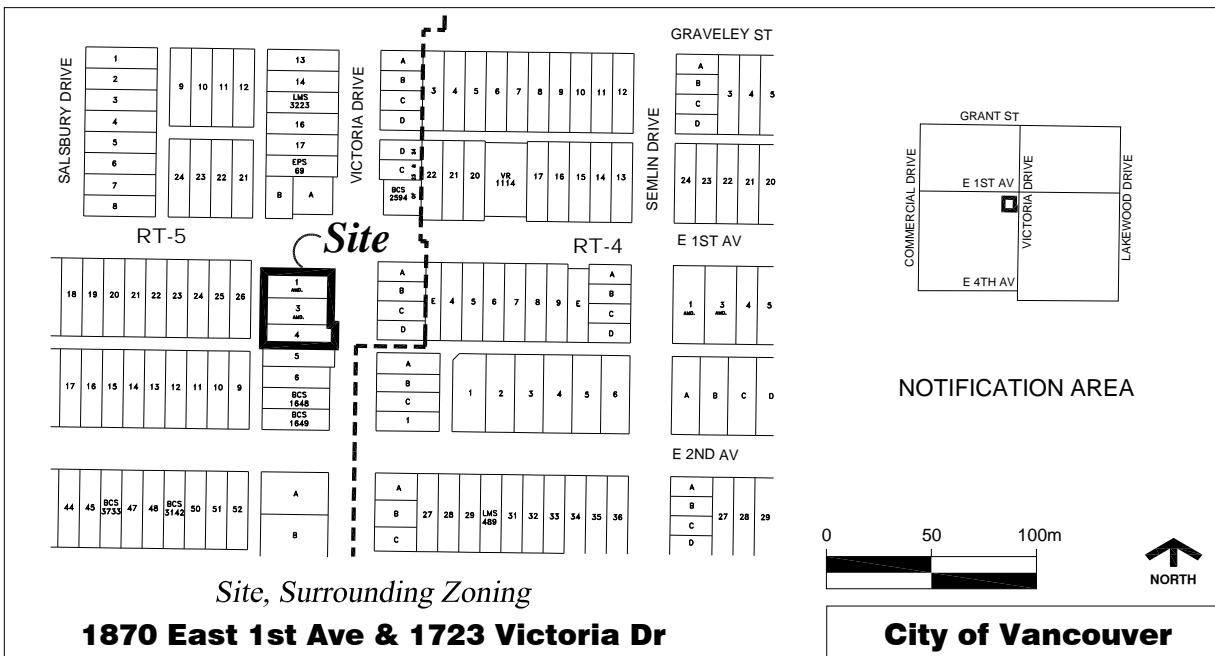 GRAVELEY ST
SALSBURY DRIVE
VICTORIA DRIVE
SEMLIN DRIVE
1
2
3
4
5
6
7
8
9 10 11 12
24 23 22 21
13
14
LMS
3223
16
17
EPS
69
B A
A
B
C
D
D
C
BCS
2594
3 4 5 6 7 8 9 10 11 12
22 21 20 VR 17 16 15 14 13
1114
A
B
C
D
3 4 5
24 23 22 21 20
RT-5
Site
RT-4
E 1ST AV
18 19 20 21 22 23 24 25 26
1
AMD.
3
AMD.
4
5
6
BCS
1648
BCS
1649
A
B
C
D
E 4 5 6 7 8 9 E
A
B
C
D
1 3 4 5
AMD. AMD.
17 16 15 14 13 12 11 10 9
A
B
C
1
1 2 3 4 5 6
A B C D
E 2ND AV
44 45 BCS 47 48 BCS 50 51 52
3733 3142
A
B
A
B
C
27 28 29 LMS 31 32 33 34 35 36
489
A
B
C
D
27 28 29
GRANT ST
COMMERCIAL DRIVE
E 1ST AV
VICTORIA DRIVE
LAKEWOOD DRIVE
E 4TH AV
NOTIFICATION AREA
0 50 100m
NORTH
Site, Surrounding Zoning
1870 East 1st Ave & 1723 Victoria Dr
City of Vancouver